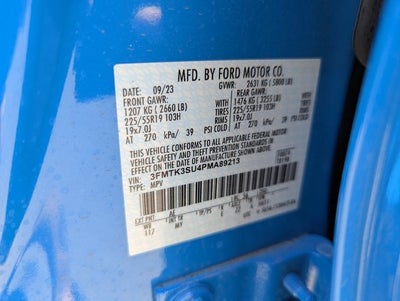 MFD. BY FORD MOTOR CO.
DATE: 09/23 GVWR: 2631 KG ( 5800 LB)
FRONT GAWR: REAR GAWR:
1207 KG ( 2660 LB) 1476 KG ( 3255 LB)
225/55R19 103H TIRES 225/55R19 103H
19x7.0J RIMS 19x7.0J
AT 270 kPa/ 39 PSI COLD AT 270 kPa/ 39 PSI COLD
THIS VEHICLE CONFORMS TO ALL APPLICABLE FEDERAL MOTOR
VEHICLE SAFETY AND THEFT PREVENTION STANDARDS IN
EFFECT ON THE DATE OF MANUFACTURE SHOWN ABOVE.
VIN: 3FMTK3SU4PMA89213
TYPE: MPV
EXT PNT:
WB
117